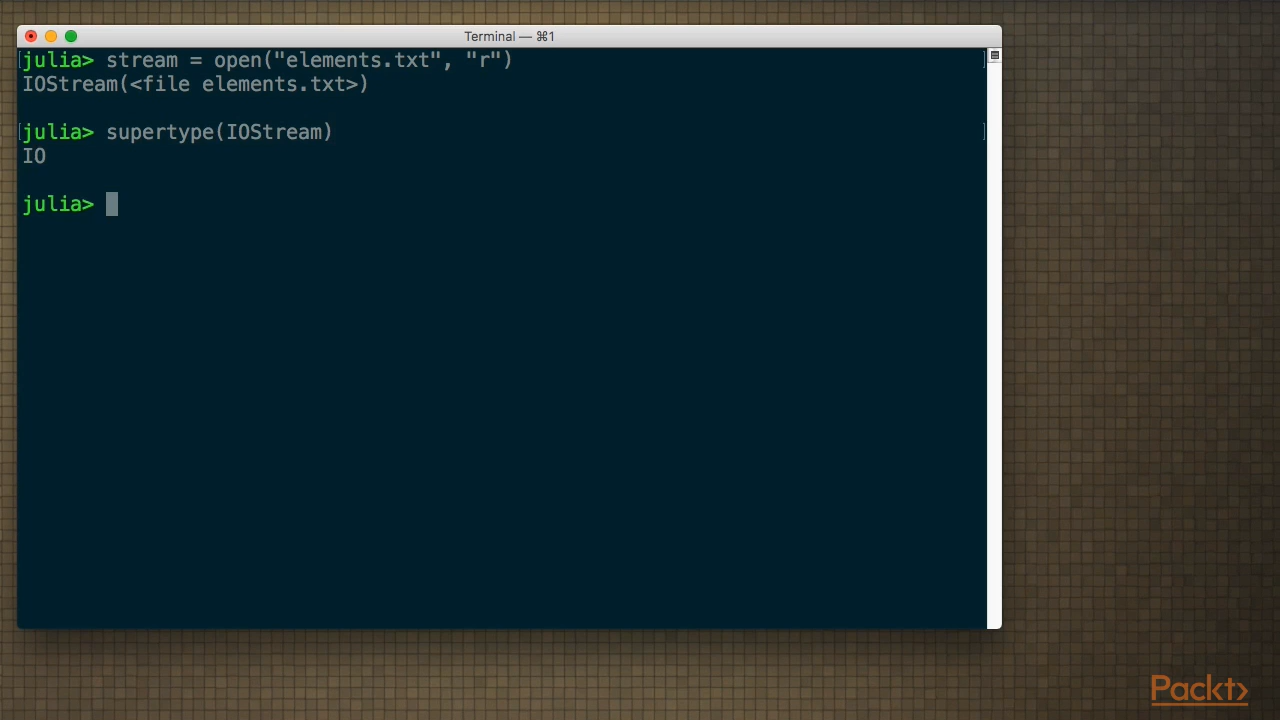 Terminal — ⌘1
julia> stream = open("elements.txt", "r")
IOStream(<file elements.txt>)
julia> supertype(IOStream)
IO
julia>
Packt>